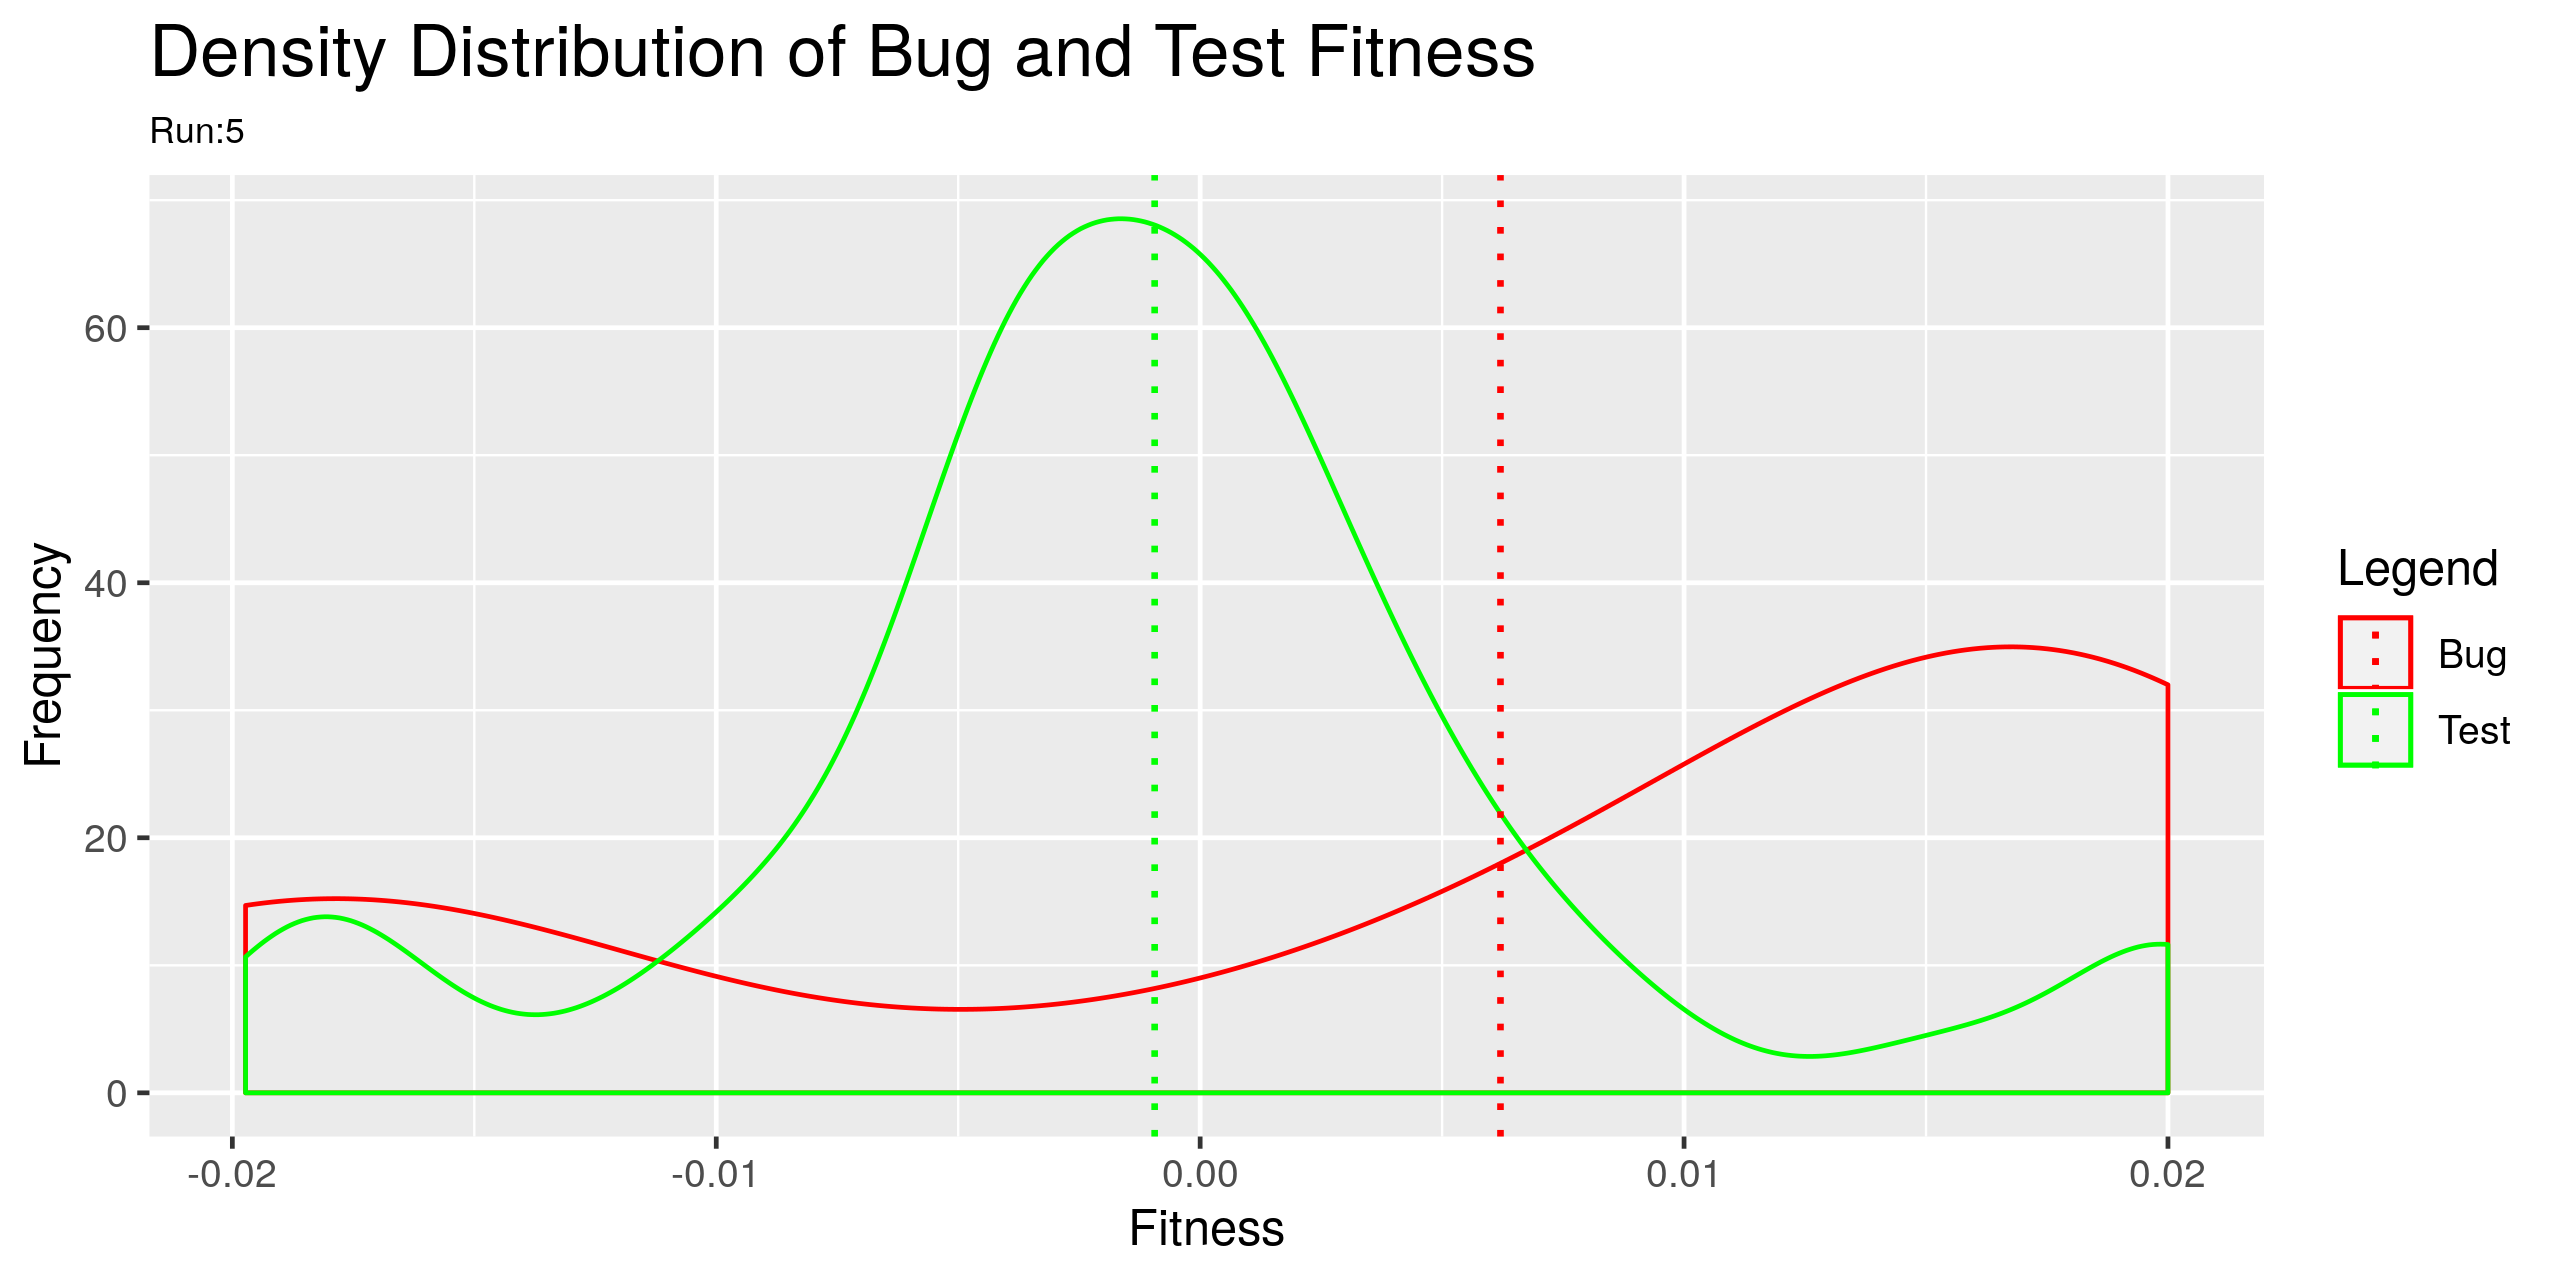 Density Distribution of Bug and Test Fitness
Run:5
Frequency
60
40
20
0
-0.02
-0.01
0.00
0.01
0.02
Fitness
Legend
Bug
Test